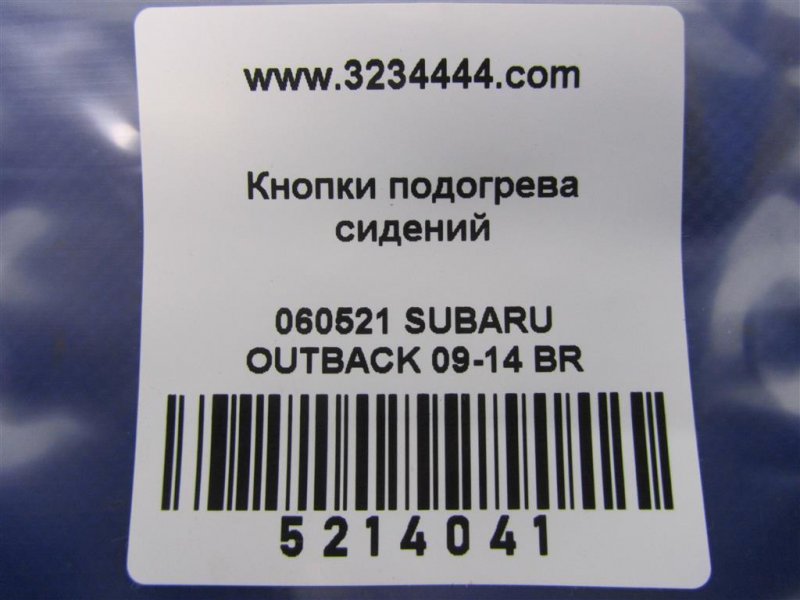 www.3234444.com
Кнопки подогрева
сидений
060521 SUBARU
OUTBACK 09-14 BR
5214041